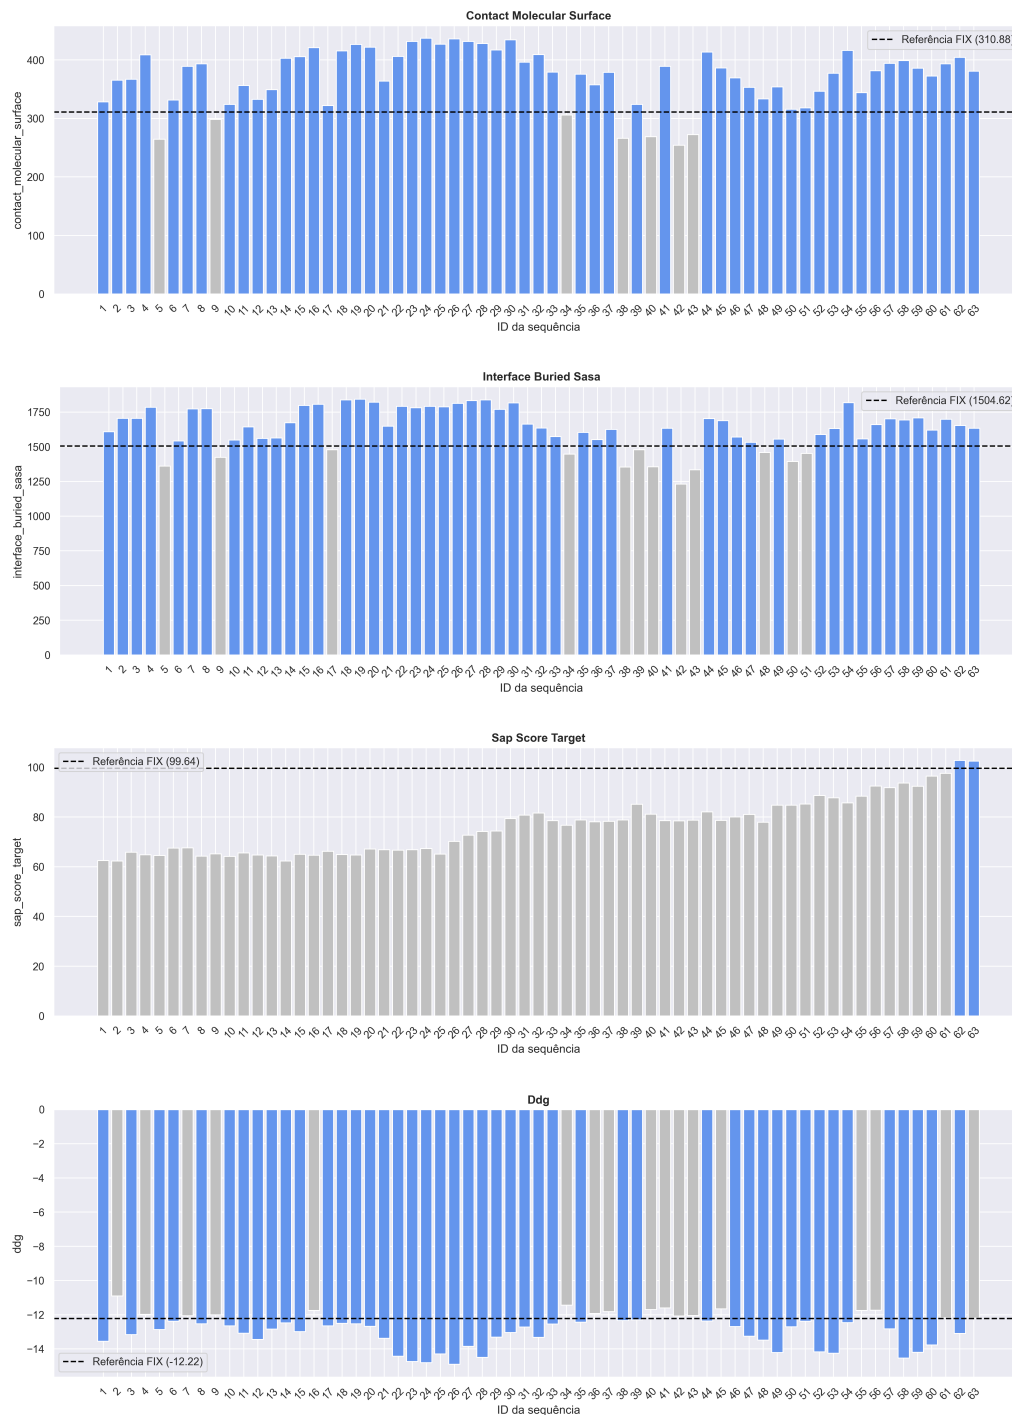 Contact Molecular Surface
Referência FIX (310.88)
400
300
200
100
0
contact_molecular_surface
1 2 3 4 5 6 7 8 9 10 11 12 13 14 15 16 17 18 19 20 21 22 23 24 25 26 27 28 29 30 31 32 33 34 35 36 37 38 39 40 41 42 43 44 45 46 47 48 49 50 51 52 53 54 55 56 57 58 59 60 61 62 63
ID da sequência
Interface Buried Sasa
Referência FIX (1504.62)
1750
1500
1250
1000
750
500
250
0
interface_buried_sasa
1 2 3 4 5 6 7 8 9 10 11 12 13 14 15 16 17 18 19 20 21 22 23 24 25 26 27 28 29 30 31 32 33 34 35 36 37 38 39 40 41 42 43 44 45 46 47 48 49 50 51 52 53 54 55 56 57 58 59 60 61 62 63
ID da sequência
Sap Score Target
Referência FIX (99.64)
100
80
60
40
20
0
sap_score_target
1 2 3 4 5 6 7 8 9 10 11 12 13 14 15 16 17 18 19 20 21 22 23 24 25 26 27 28 29 30 31 32 33 34 35 36 37 38 39 40 41 42 43 44 45 46 47 48 49 50 51 52 53 54 55 56 57 58 59 60 61 62 63
ID da sequência
Ddg
0
−2
−4
−6
−8
−10
−12
−14
ddg
Referência FIX (-12.22)
1 2 3 4 5 6 7 8 9 10 11 12 13 14 15 16 17 18 19 20 21 22 23 24 25 26 27 28 29 30 31 32 33 34 35 36 37 38 39 40 41 42 43 44 45 46 47 48 49 50 51 52 53 54 55 56 57 58 59 60 61 62 63
ID da sequência